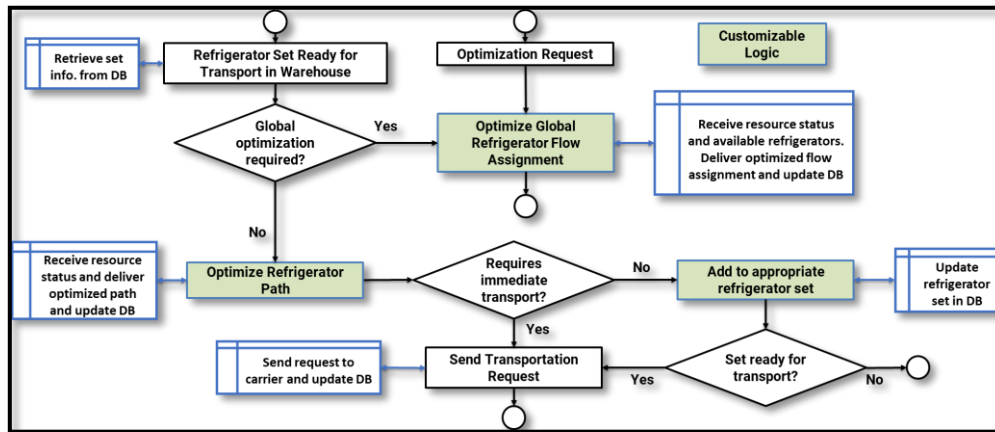 Retrieve set
info. from DB
Refrigerator Set Ready for
Transport in Warehouse
Optimization Request
Customizable
Logic
Global
optimization
required?
Yes
Optimize Global
Refrigerator Flow
Assignment
Receive resource status
and available refrigerators.
Deliver optimized flow
assignment and update DB
No
Receive resource
status and deliver
optimized path
and update DB
Optimize Refrigerator
Path
Requires
immediate
transport?
No
Add to appropriate
refrigerator set
Update
refrigerator
set in DB
Yes
Send request to
carrier and update DB
Send Transportation
Request
Yes
Set ready for
transport?
No